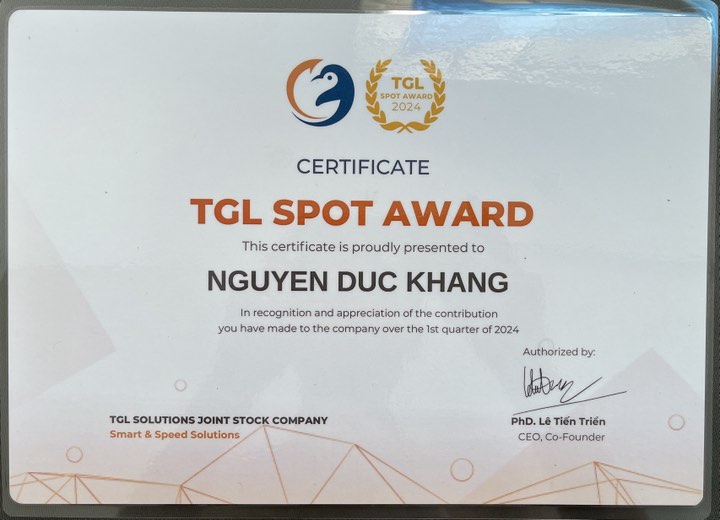 TGL
SPOT AWARD
2024
CERTIFICATE
TGL SPOT AWARD
This certificate is proudly presented to
NGUYEN DUC KHANG
In recognition and appreciation of the contribution
you have made to the company over the 1st quarter of 2024
Authorized by:
TGL SOLUTIONS JOINT STOCK COMPANY
Smart & Speed Solutions
PhD. Lê Tiến Triển
CEO, Co-Founder